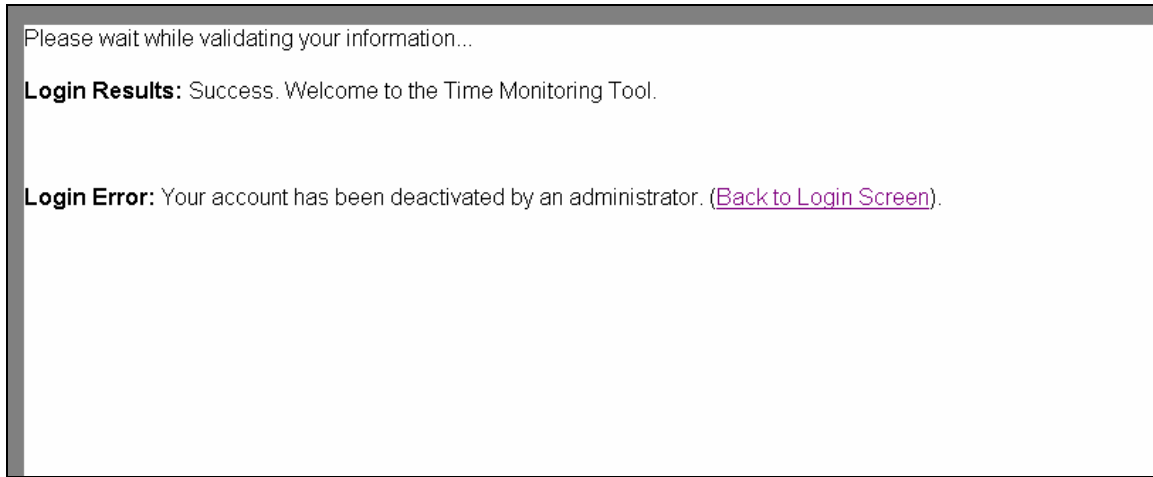 Please wait while validating your information...
Login Results: Success. Welcome to the Time Monitoring Tool.
Login Error: Your account has been deactivated by an administrator. (Back to Login Screen).